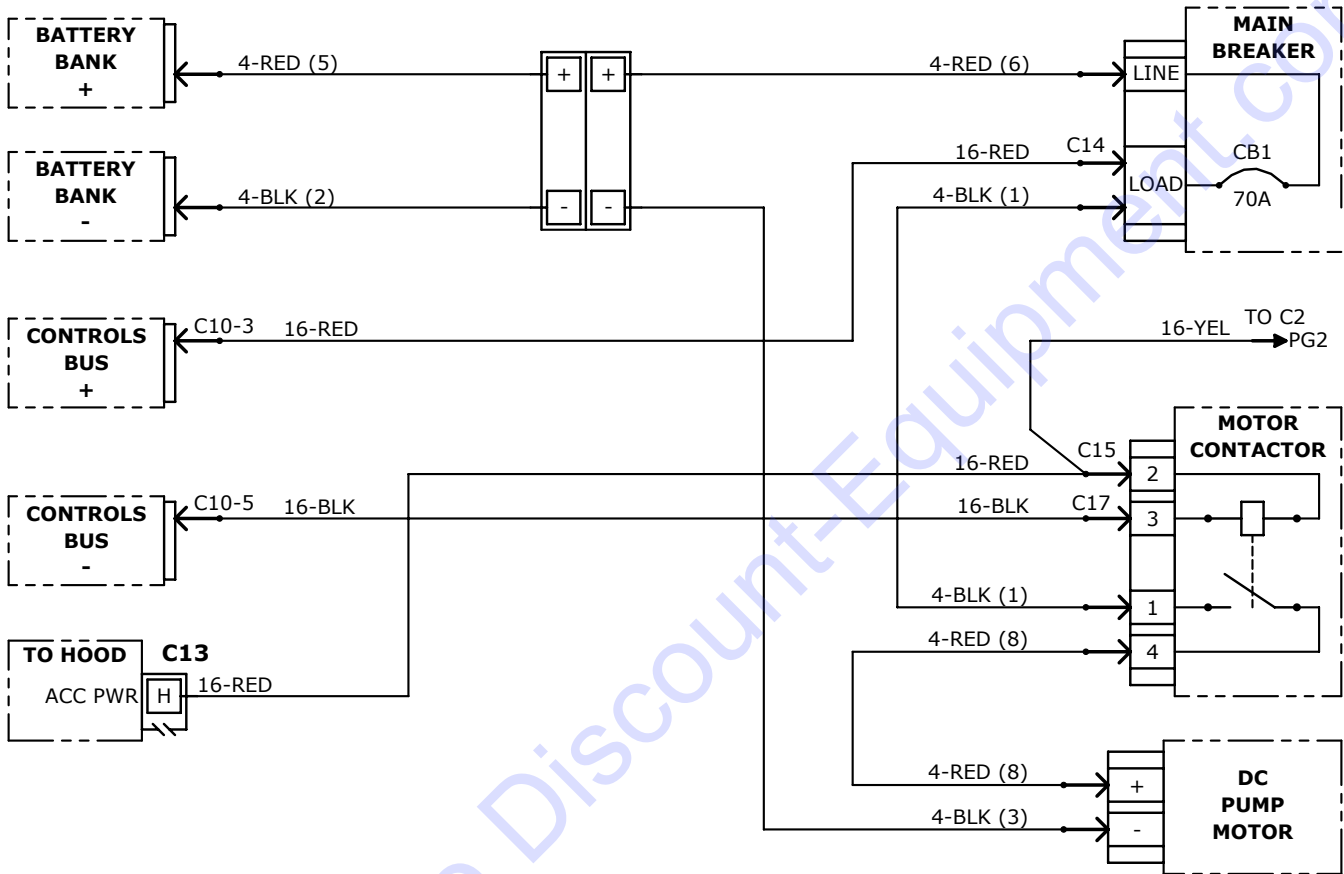 BATTERY
BANK
+
4-RED (5)
+ +
4-RED (6)
LINE
MAIN
BREAKER
16-RED
C14
CB1
70A
LOAD
4-BLK (1)
BATTERY
BANK
-
4-BLK (2)
- -
CONTROLS
BUS
+
C10-3
16-RED
16-YEL
TO C2
PG2
MOTOR
CONTACTOR
16-RED
C15
2
CONTROLS
BUS
-
C10-5
16-BLK
16-BLK
C17
3
4-BLK (1)
1
4-RED (8)
4
TO HOOD
C13
ACC PWR
H
16-RED
4-RED (8)
+
DC
PUMP
MOTOR
4-BLK (3)
-
Discount-Equipment.com